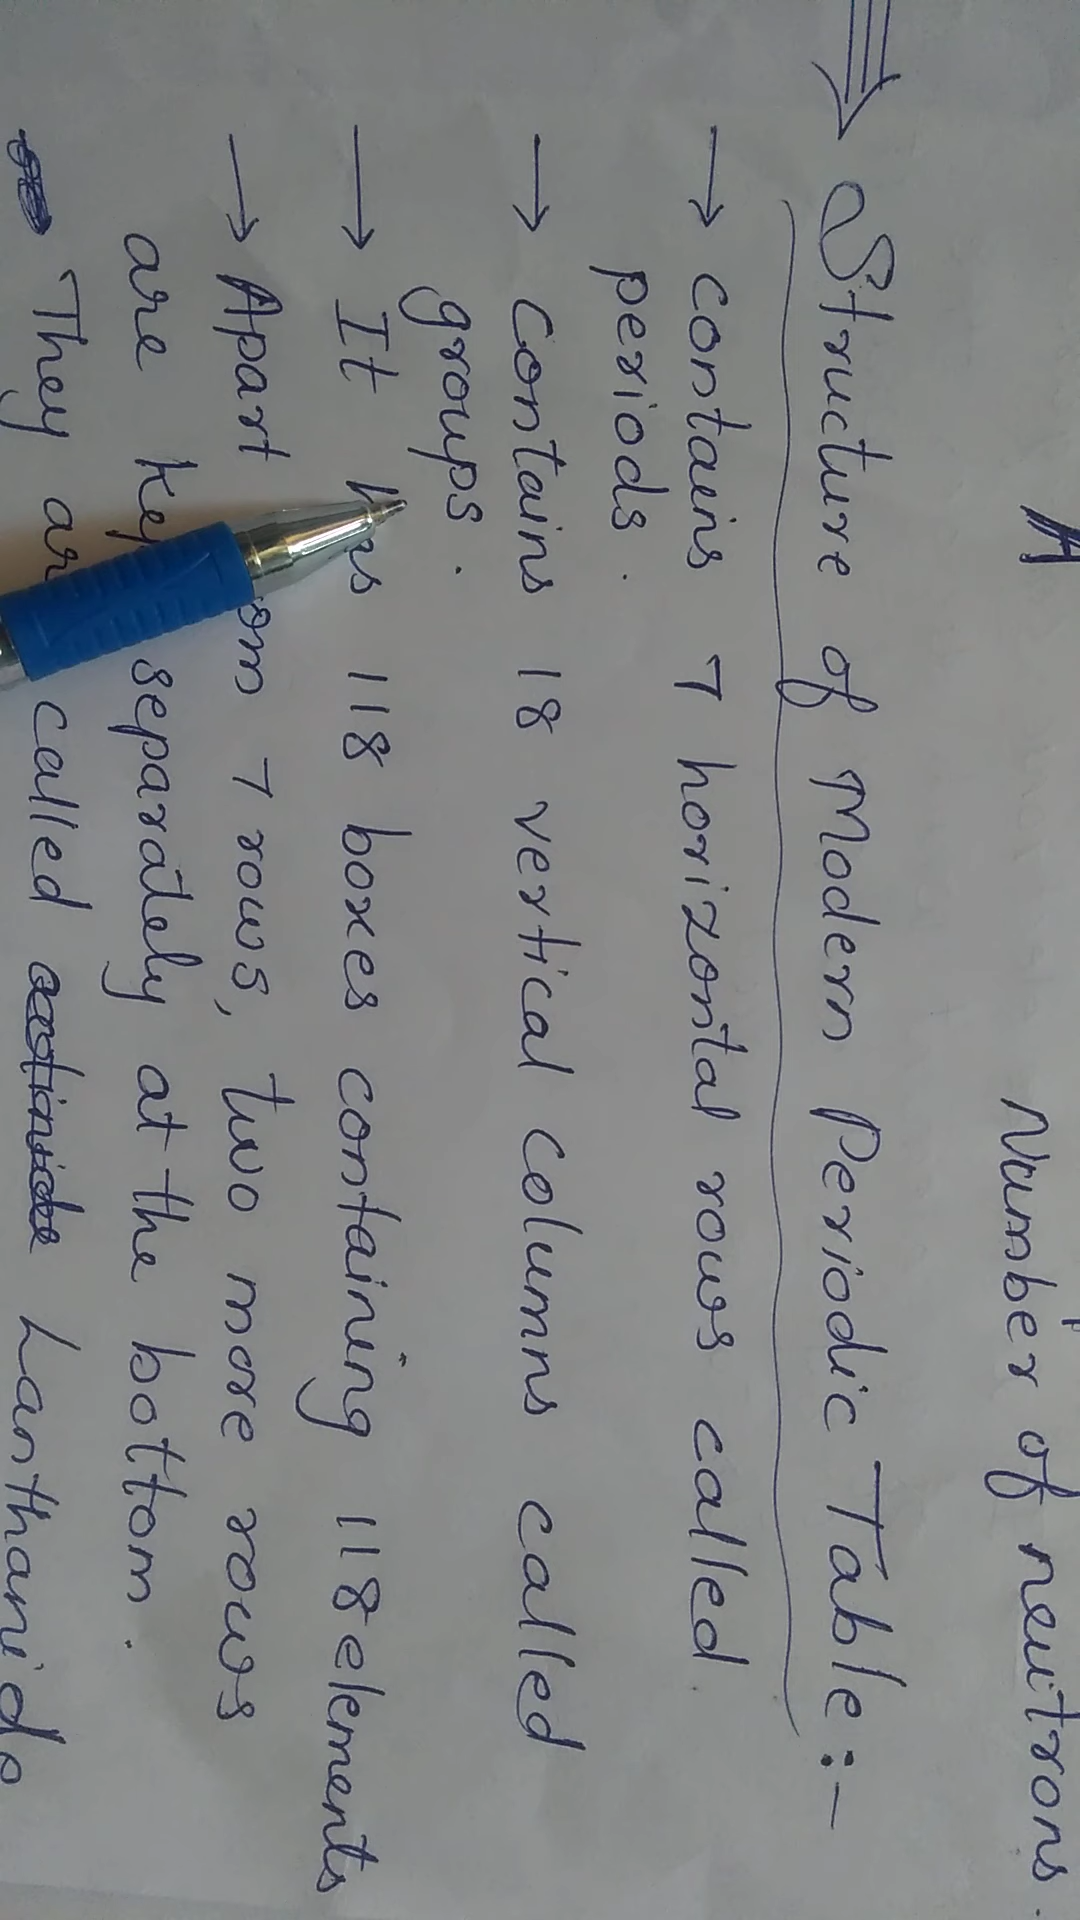 A Number of neutrons.
Structure of Modern Periodic Table :-
→ contains 7 horizontal rows called
periods.
→ Contains 18 vertical columns called
groups.
→ It has 118 boxes containing 118 elements
→ Apart 7 rows, two more rows
are separately at the bottom.
They called Lanthanide